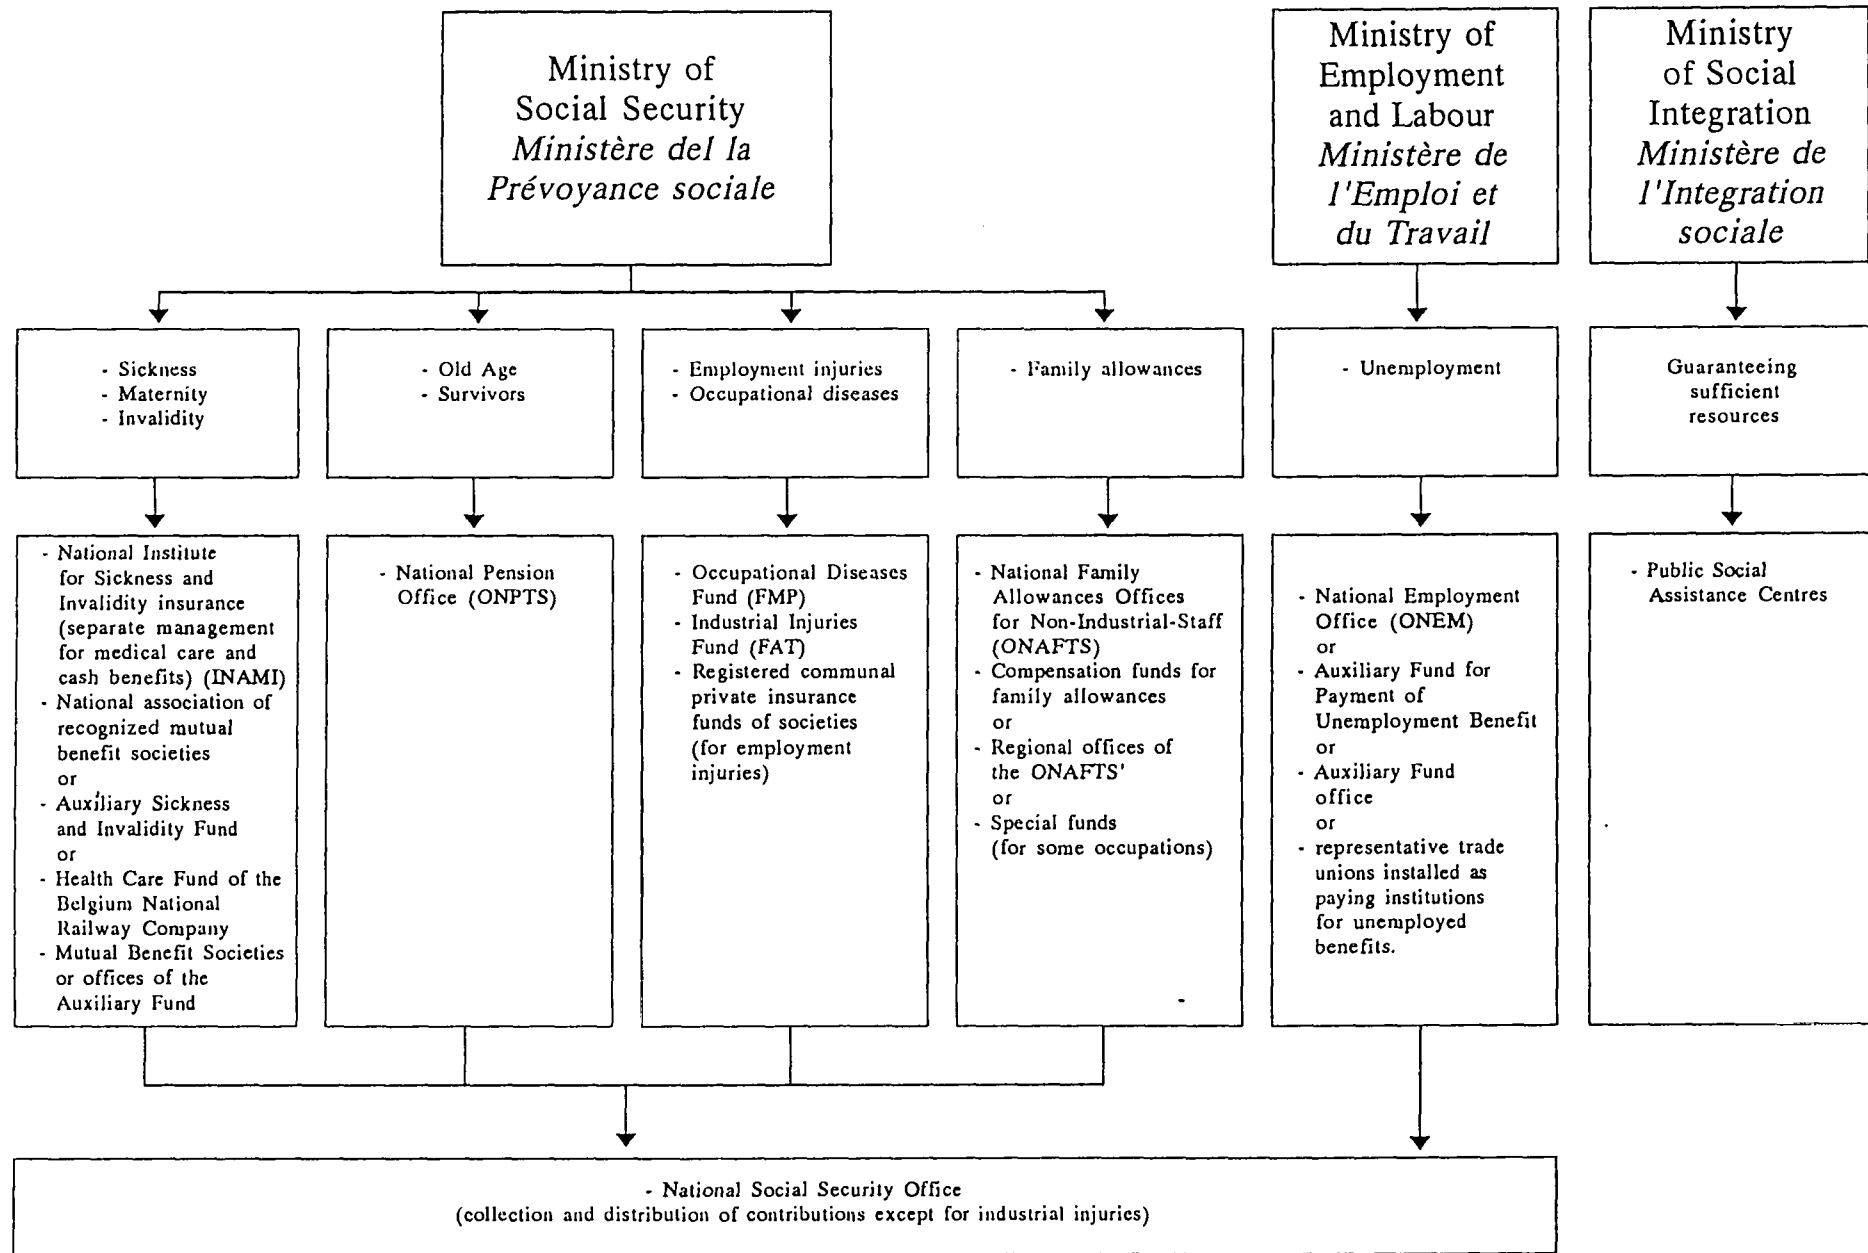 Ministry of
Social Security
Ministère del la
Prévoyance sociale
Ministry of
Employment
and Labour
Ministère de
l'Emploi et
du Travail
Ministry
of Social
Integration
Ministère de
l'Integration
sociale
- Sickness
- Maternity
- Invalidity
- Old Age
- Survivors
- Employment injuries
- Occupational diseases
- Family allowances
- Unemployment
Guaranteeing
sufficient
resources
- National Institute
for Sickness and
Invalidity insurance
(separate management
for medical care and
cash benefits) (INAMI)
- National association of
recognized mutual
benefit societies
or
- Auxiliary Sickness
and Invalidity Fund
or
- Health Care Fund of the
Belgium National
Railway Company
- Mutual Benefit Societies
or offices of the
Auxiliary Fund
- National Pension
Office (ONPTS)
- Occupational Diseases
Fund (FMP)
- Industrial Injuries
Fund (FAT)
- Registered communal
private insurance
funds of societies
(for employment
injuries)
- National Family
Allowances Offices
for Non-Industrial-Staff
(ONAFTS)
- Compensation funds for
family allowances
or
- Regional offices of
the ONAFTS'
or
- Special funds
(for some occupations)
- National Employment
Office (ONEM)
or
- Auxiliary Fund for
Payment of
Unemployment Benefit
or
- Auxiliary Fund
office
or
- representative trade
unions installed as
paying institutions
for unemployed
benefits.
- Public Social
Assistance Centres
- National Social Security Office
(collection and distribution of contributions except for industrial injuries)